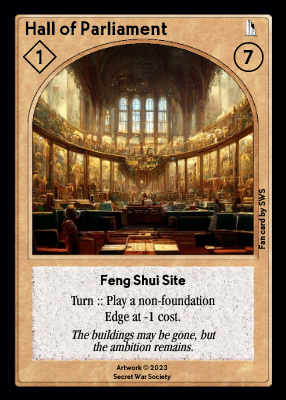 Hall of Parliament
1
7
Fan card by SWS
Feng Shui Site
Turn :: Play a non-foundation
Edge at -1 cost.
The buildings may be gone, but
the ambition remains.
Artwork © 2023
Secret War Society